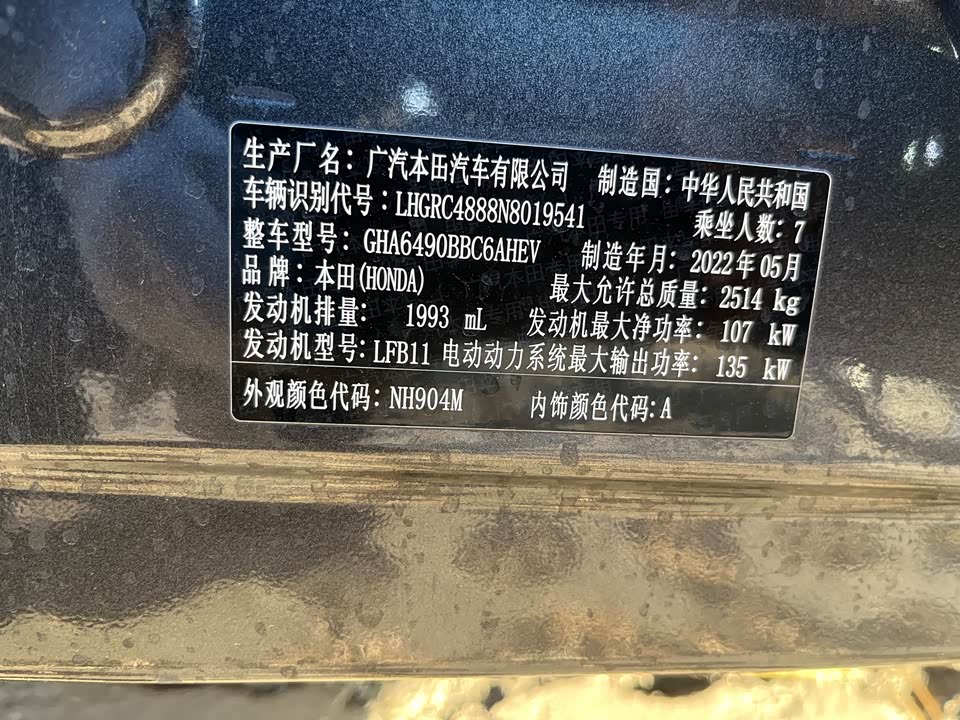 生产厂名：广汽本田汽车有限公司 制造国：中华人民共和国
车辆识别代号：LHGRC4888N8019541 乘坐人数：7
整车型号：GHA6490BBC6AHEV 制造年月：2022年05月
品牌：本田(HONDA) 最大允许总质量：2514 kg
发动机排量：1993 mL 发动机最大净功率：107 kW
发动机型号：LFB11 电动动力系统最大输出功率：135 kW
外观颜色代码：NH904M 内饰颜色代码：A